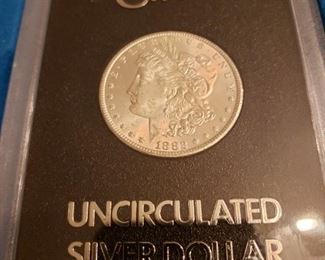 E PLURIBUS UNUM
1882
UNCIRCULATED
SILVER DOLLAR